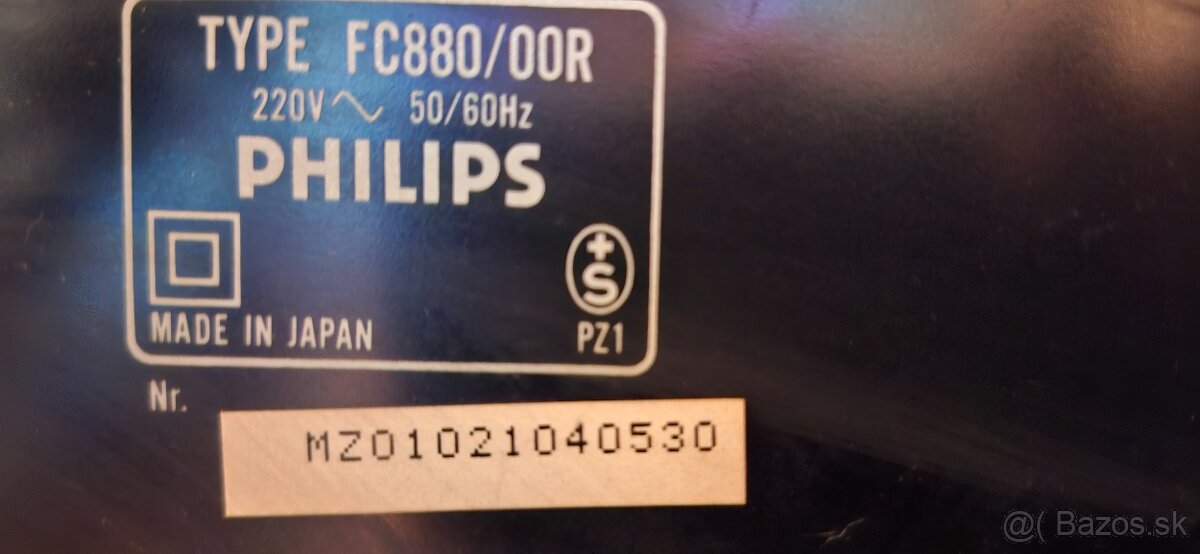 TYPE FC880/00R
220V ~ 50/60Hz
PHILIPS
+
S
MADE IN JAPAN
PZ1
Nr.
MZ01021040530
@( Bazos.sk